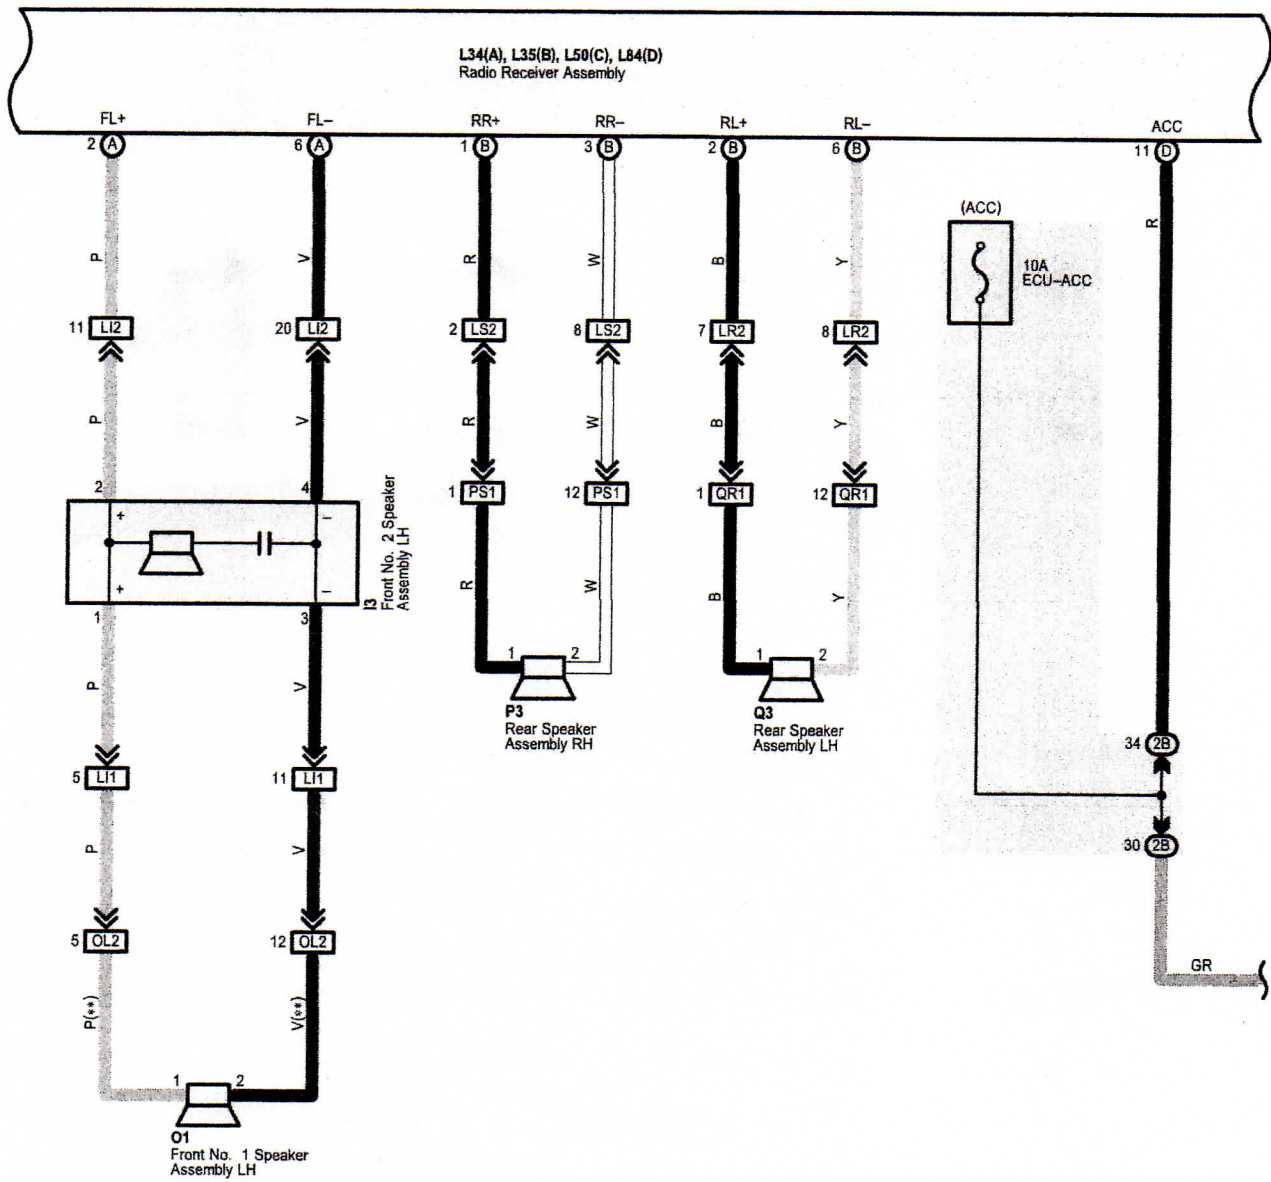 L34(A), L35(B), L50(C), L84(D)
Radio Receiver Assembly
FL+ FL– RR+ RR– RL+ RL– ACC
2 A 6 A 1 B 3 B 2 B 6 B 11 D
(ACC)
R
10A
ECU–ACC
P V R W B Y
11 LI2 20 LI2 2 LS2 8 LS2 7 LR2 8 LR2
P V R W B Y
2 4 1 PS1 12 PS1 1 QR1 12 QR1
+ –
+ –
I3
Front No. 2 Speaker
Assembly LH
R W B Y
1 3
1 2
P3
Rear Speaker
Assembly RH
1 2
Q3
Rear Speaker
Assembly LH
P V
34 2B
5 LI1 11 LI1
30 2B
P V
5 OL2 12 OL2
GR
P(**) V(**)
1 2
O1
Front No. 1 Speaker
Assembly LH